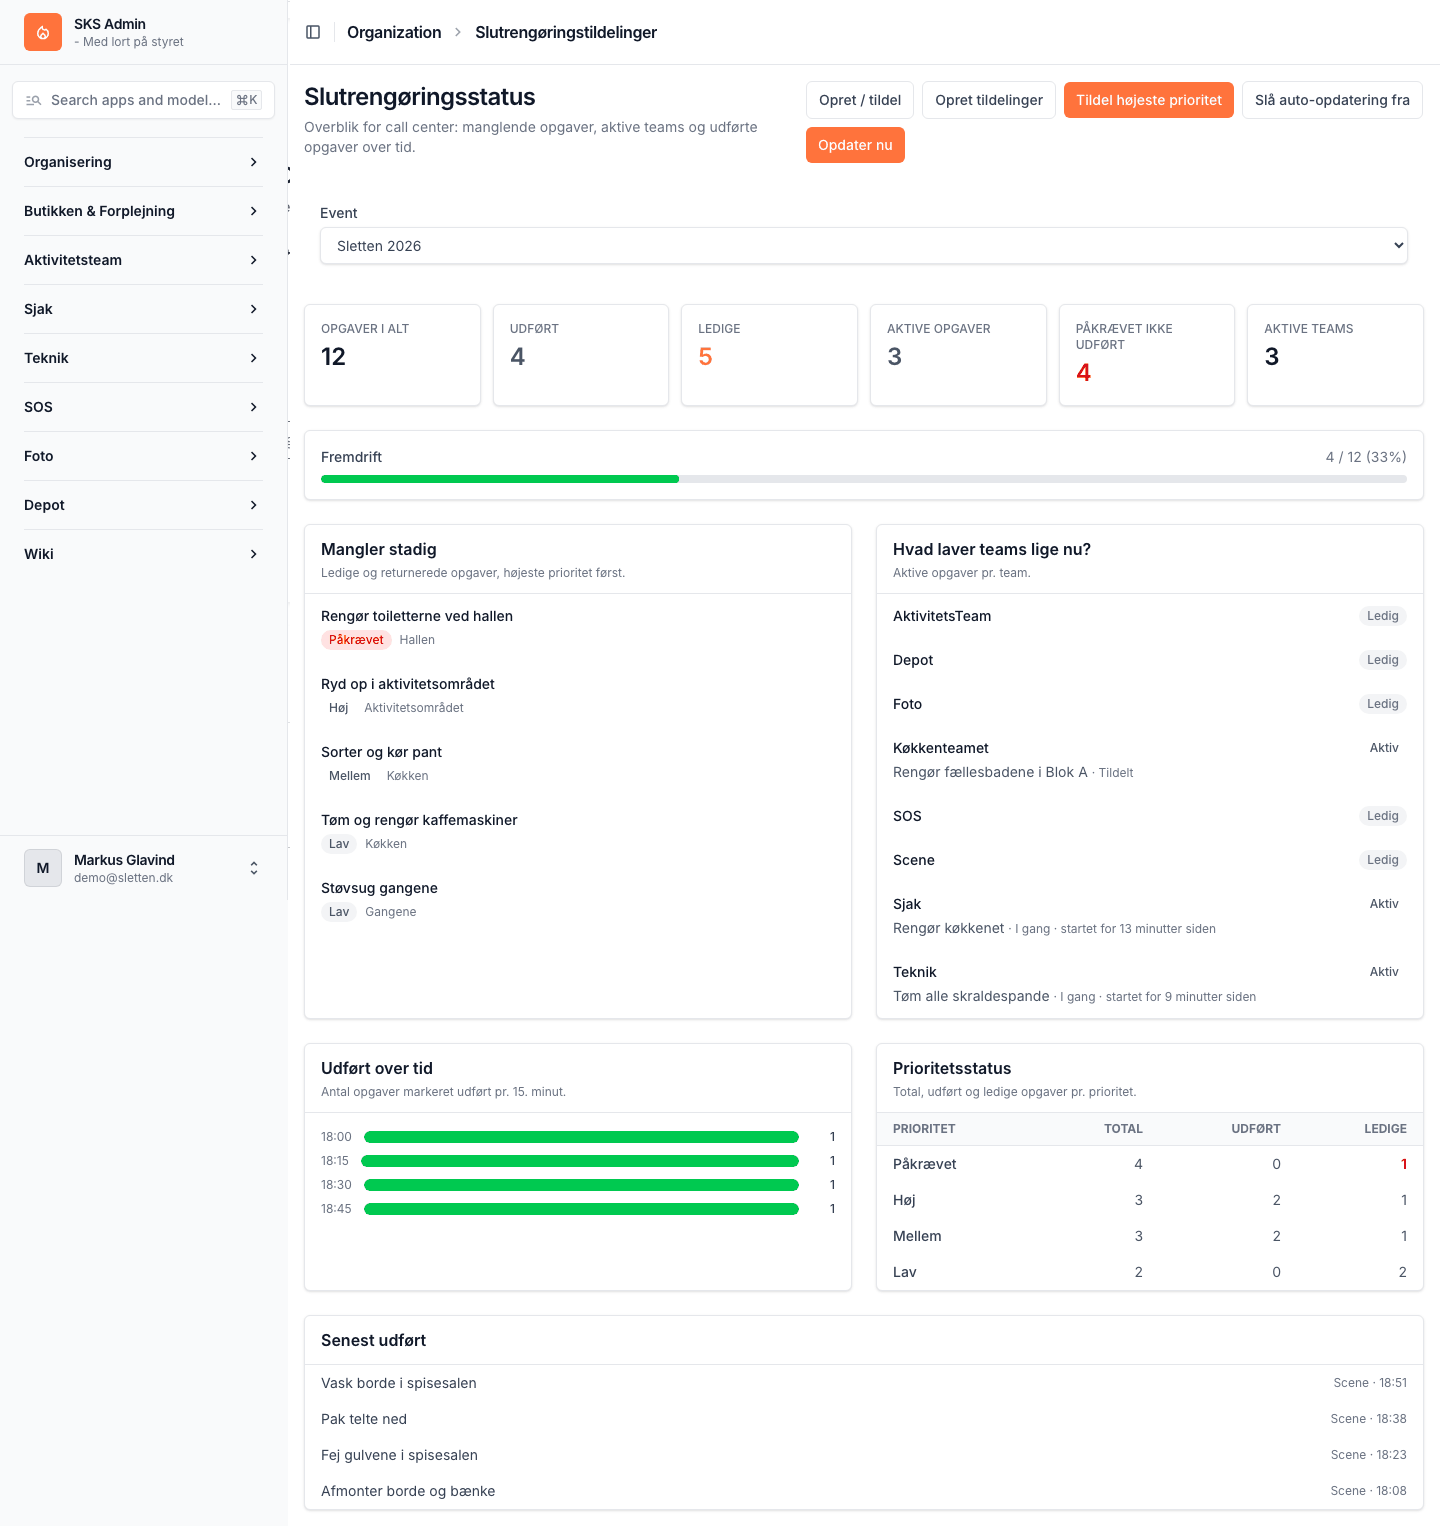 SKS Admin
- Med lort på styret
Search apps and model... ⌘K
Organisering
Butikken & Forplejning
Aktivitetsteam
Sjak
Teknik
SOS
Foto
Depot
Wiki
M
Markus Glavind
demo@sletten.dk
Organization > Slutrengøringstildelinger
Slutrengøringsstatus
Overblik for call center: manglende opgaver, aktive teams og udførte
opgaver over tid.
Opret / tildel
Opret tildelinger
Tildel højeste prioritet
Slå auto-opdatering fra
Opdater nu
Event
Sletten 2026
OPGAVER I ALT
12
UDFØRT
4
LEDIGE
5
AKTIVE OPGAVER
3
PÅKRÆVET IKKE
UDFØRT
4
AKTIVE TEAMS
3
Fremdrift 4 / 12 (33%)
Mangler stadig
Ledige og returnerede opgaver, højeste prioritet først.
Rengør toiletterne ved hallen
Påkrævet Hallen
Ryd op i aktivitetsområdet
Høj Aktivitetsområdet
Sorter og kør pant
Mellem Køkken
Tøm og rengør kaffemaskiner
Lav Køkken
Støvsug gangene
Lav Gangene
Hvad laver teams lige nu?
Aktive opgaver pr. team.
AktivitetsTeam Ledig
Depot Ledig
Foto Ledig
Køkkenteamet Aktiv
Rengør fællesbadene i Blok A · Tildelt
SOS Ledig
Scene Ledig
Sjak Aktiv
Rengør køkkenet · I gang · startet for 13 minutter siden
Teknik Aktiv
Tøm alle skraldespande · I gang · startet for 9 minutter siden
Udført over tid
Antal opgaver markeret udført pr. 15. minut.
18:00 1
18:15 1
18:30 1
18:45 1
Prioritetsstatus
Total, udført og ledige opgaver pr. prioritet.
PRIORITET TOTAL UDFØRT LEDIGE
Påkrævet 4 0 1
Høj 3 2 1
Mellem 3 2 1
Lav 2 0 2
Senest udført
Vask borde i spisesalen Scene · 18:51
Pak telte ned Scene · 18:38
Fej gulvene i spisesalen Scene · 18:23
Afmonter borde og bænke Scene · 18:08